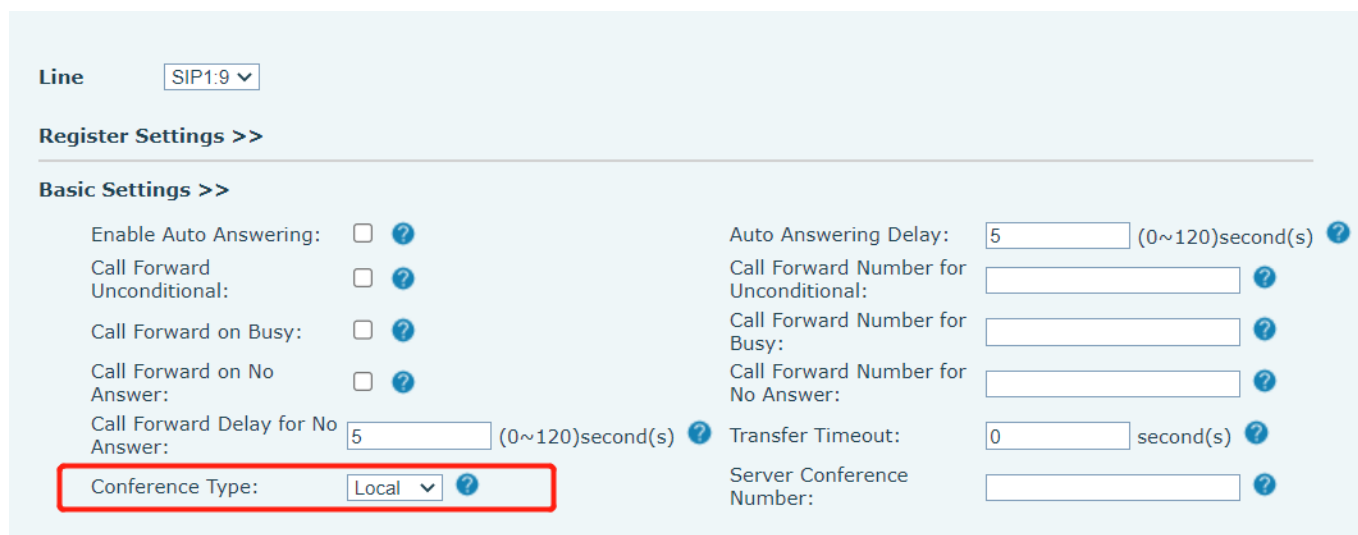 Line SIP1:9
Register Settings >>
Basic Settings >>
Enable Auto Answering: ? Auto Answering Delay: 5 (0~120)second(s) ?
Call Forward
Unconditional: ? Call Forward Number for
Unconditional: ?
Call Forward on Busy: ? Call Forward Number for
Busy: ?
Call Forward on No
Answer: ? Call Forward Number for
No Answer: ?
Call Forward Delay for No
Answer: 5 (0~120)second(s) ? Transfer Timeout: 0 second(s) ?
Conference Type: Local ? Server Conference
Number: ?